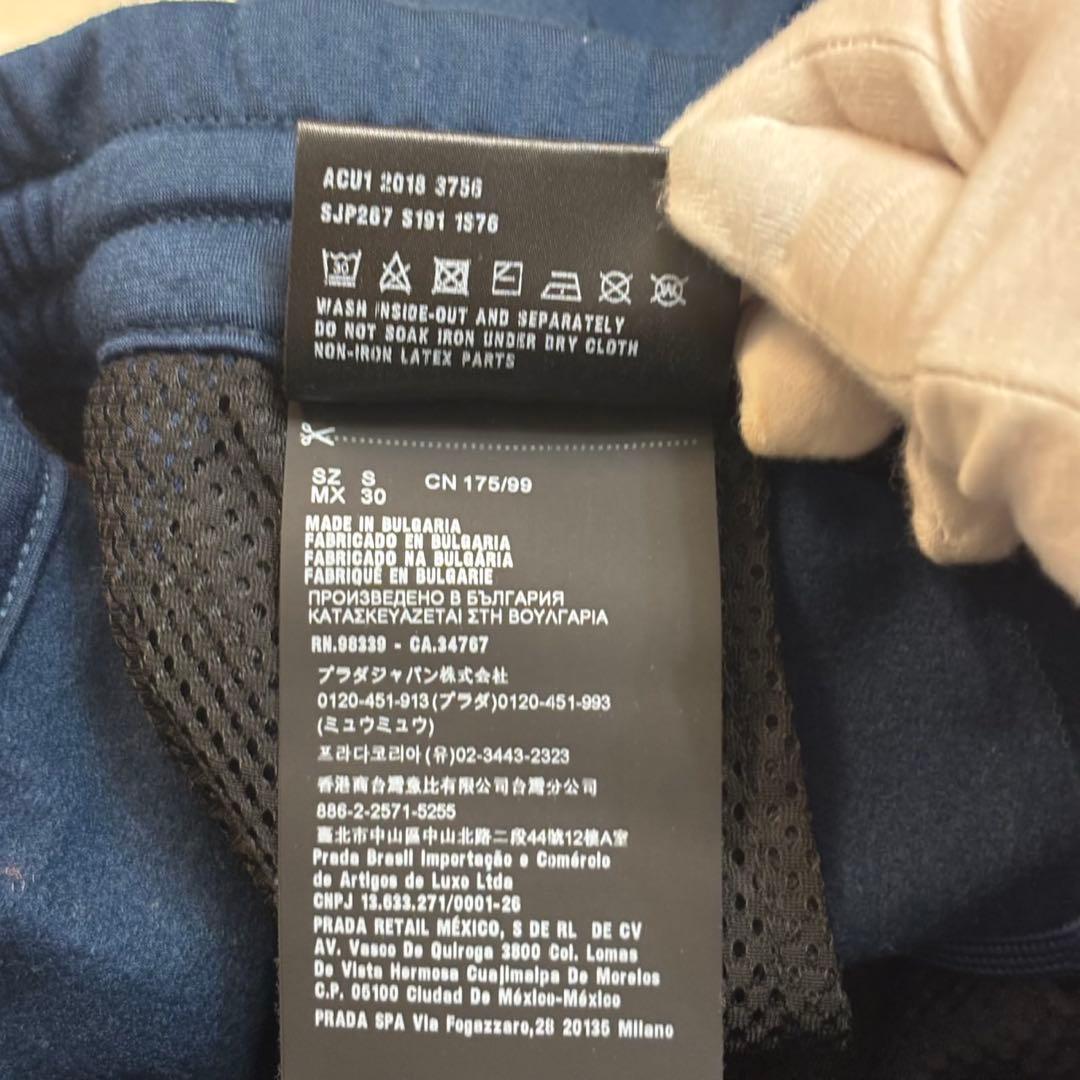 ACU1 2018 3756
SJP287 S191 1S76
30
WASH INSIDE-OUT AND SEPARATELY
DO NOT SOAK IRON UNDER DRY CLOTH
NON-IRON LATEX PARTS
SZ S CN 175/99
MX 30
MADE IN BULGARIA
FABRICADO EN BULGARIA
FABRICADO NA BULGARIA
FABRIQUÉ EN BULGARIE
ПРОИЗВЕДЕНО В БЪЛГАРИЯ
ΚΑΤΑΣΚΕΥΑΖΕΤΑΙ ΣΤΗ ΒΟΥΛΓΑΡΙΑ
RN.98339 - CA.34767
プラダジャパン株式会社
0120-451-913(プラダ)0120-451-993
(ミュウミュウ)
프라다코리아(유)02-3443-2323
香港商台灣意比有限公司台灣分公司
886-2-2571-5255
臺北市中山區中山北路二段44號12樓A室
Prada Brasil Importação e Comércio
de Artigos de Luxo Ltda
CNPJ 13.633.271/0001-26
PRADA RETAIL MÉXICO, S DE RL DE CV
AV. Vasco De Quiroga 3800 Col. Lomas
De Vista Hermosa Cuajimalpa De Morelos
C.P. 05100 Ciudad De México-México
PRADA SPA Via Fogazzaro,28 20135 Milano